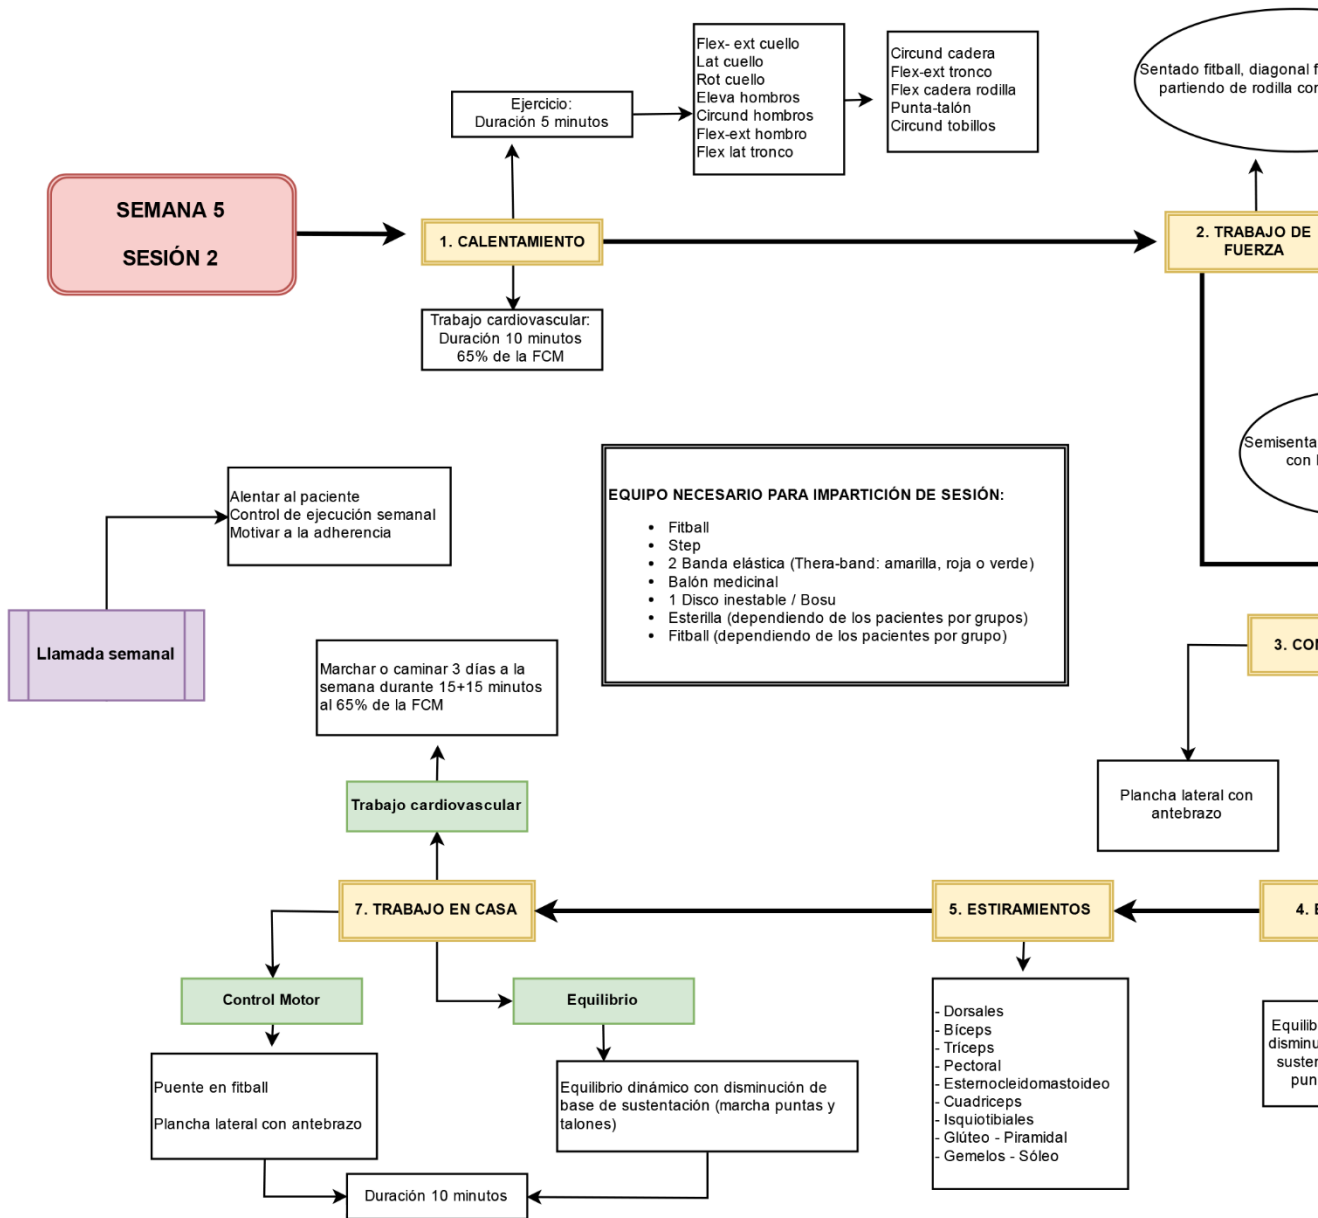 Flex- ext cuello
Lat cuello
Rot cuello
Eleva hombros
Circund hombros
Flex-ext hombro
Flex lat tronco
Circund cadera
Flex-ext tronco
Flex cadera rodilla
Punta-talón
Circund tobillos
Sentado fitball, diagonal
partiendo de rodilla
Ejercicio:
Duración 5 minutos
SEMANA 5
SESIÓN 2
1. CALENTAMIENTO
2. TRABAJO DE
FUERZA
Trabajo cardiovascular:
Duración 10 minutos
65% de la FCM
con
Alentar al paciente
Control de ejecución semanal
Motivar a la adherencia
EQUIPO NECESARIO PARA IMPARTICIÓN DE SESIÓN:
• Fitball
• Step
• 2 Banda elástica (Thera-band: amarilla, roja o verde)
• Balón medicinal
• 1 Disco inestable / Bosu
• Esterilla (dependiendo de los pacientes por grupos)
• Fitball (dependiendo de los pacientes por grupo)
Llamada semanal
3.
Marchar o caminar 3 días a la
semana durante 15+15 minutos
al 65% de la FCM
Trabajo cardiovascular
Plancha lateral con
antebrazo
7. TRABAJO EN CASA
5. ESTIRAMIENTOS
4.
Control Motor
Equilibrio
Puente en fitball
Plancha lateral con antebrazo
Equilibrio dinámico con disminución de
base de sustentación (marcha puntas y
talones)
Duración 10 minutos
- Dorsales
- Bíceps
- Tríceps
- Pectoral
- Esternocleidomastoideo
- Cuadriceps
- Isquiotibiales
- Glúteo - Piramidal
- Gemelos - Sóleo